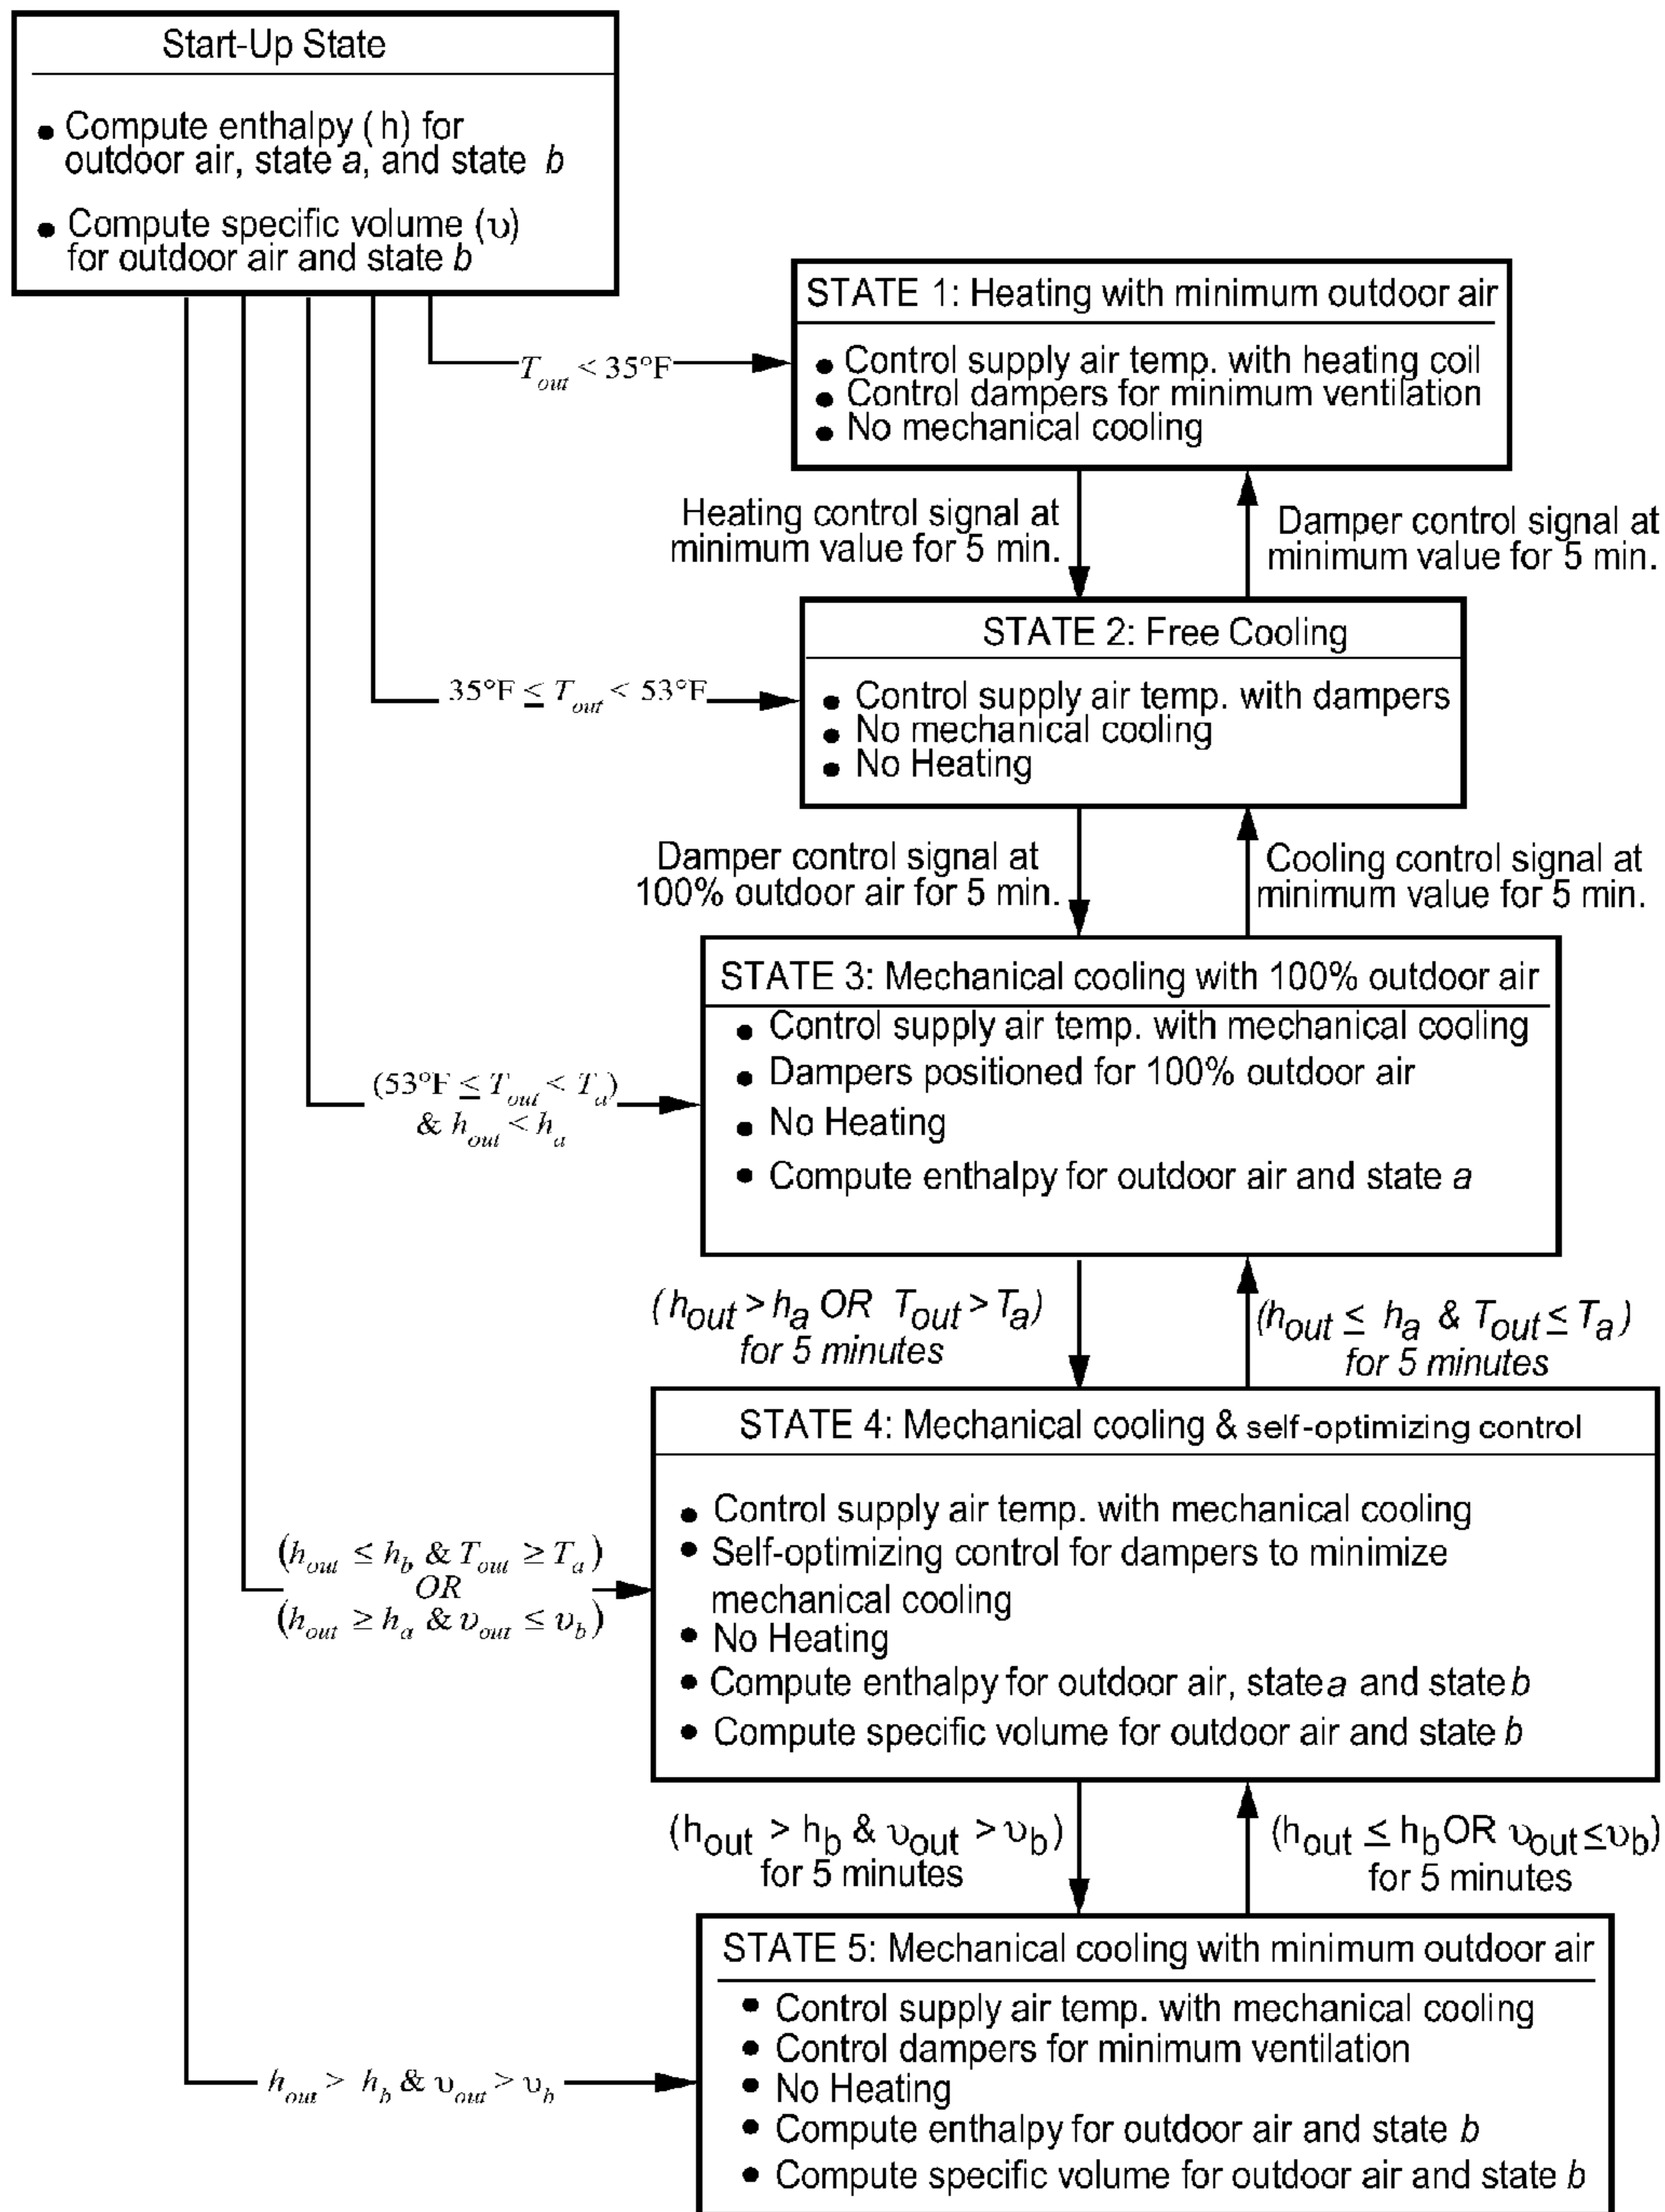 Start-Up State
• Compute enthalpy ( h) for
outdoor air, state a, and state b
• Compute specific volume (υ)
for outdoor air and state b
T_out < 35°F
STATE 1: Heating with minimum outdoor air
• Control supply air temp. with heating coil
• Control dampers for minimum ventilation
• No mechanical cooling
Heating control signal at
minimum value for 5 min.
Damper control signal at
minimum value for 5 min.
35°F ≤ T_out < 53°F
STATE 2: Free Cooling
• Control supply air temp. with dampers
• No mechanical cooling
• No Heating
Damper control signal at
100% outdoor air for 5 min.
Cooling control signal at
minimum value for 5 min.
(53°F ≤ T_out < T_a)
& h_out < h_a
STATE 3: Mechanical cooling with 100% outdoor air
• Control supply air temp. with mechanical cooling
• Dampers positioned for 100% outdoor air
• No Heating
• Compute enthalpy for outdoor air and state a
(h_out > h_a OR T_out > T_a)
for 5 minutes
(h_out ≤ h_a & T_out ≤ T_a)
for 5 minutes
(h_out ≤ h_b & T_out ≥ T_a)
OR
(h_out ≥ h_a & υ_out ≤ υ_b)
STATE 4: Mechanical cooling & self-optimizing control
• Control supply air temp. with mechanical cooling
• Self-optimizing control for dampers to minimize
mechanical cooling
• No Heating
• Compute enthalpy for outdoor air, state a and state b
• Compute specific volume for outdoor air and state b
(h_out > h_b & υ_out > υ_b)
for 5 minutes
(h_out ≤ h_b OR υ_out ≤ υ_b)
for 5 minutes
h_out > h_b & υ_out > υ_b
STATE 5: Mechanical cooling with minimum outdoor air
• Control supply air temp. with mechanical cooling
• Control dampers for minimum ventilation
• No Heating
• Compute enthalpy for outdoor air and state b
• Compute specific volume for outdoor air and state b